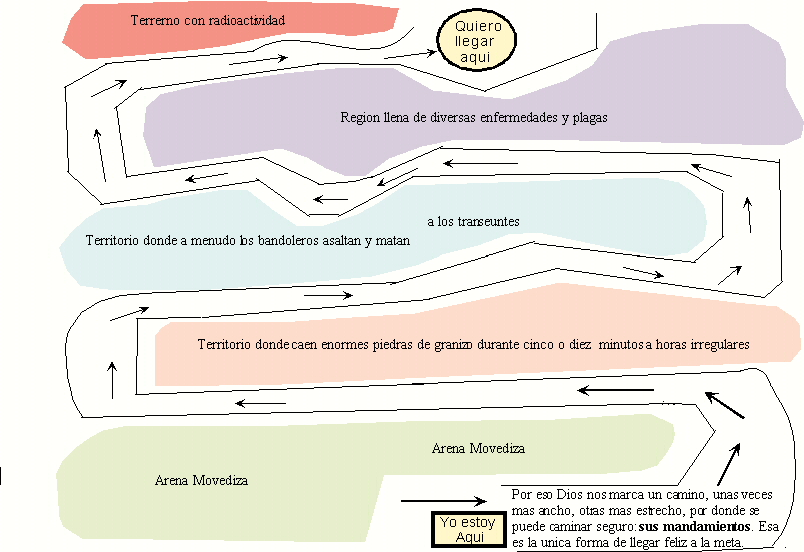 Terrerno con radioactividad
Quiero
llegar
aqui
Region llena de diversas enfermedades y plagas
a los transeuntes
Territorio donde a menudo los bandoleros asaltan y matan
Territorio donde caen enormes piedras de granizo durante cinco o diez minutos a horas irregulares
Arena Movediza
Arena Movediza
Por eso Dios nos marca un camino, unas veces
mas ancho, otras mas estrecho, por donde se
puede caminar seguro: sus mandamientos. Esa
es la unica forma de llegar feliz a la meta.
Yo estoy
Aqui